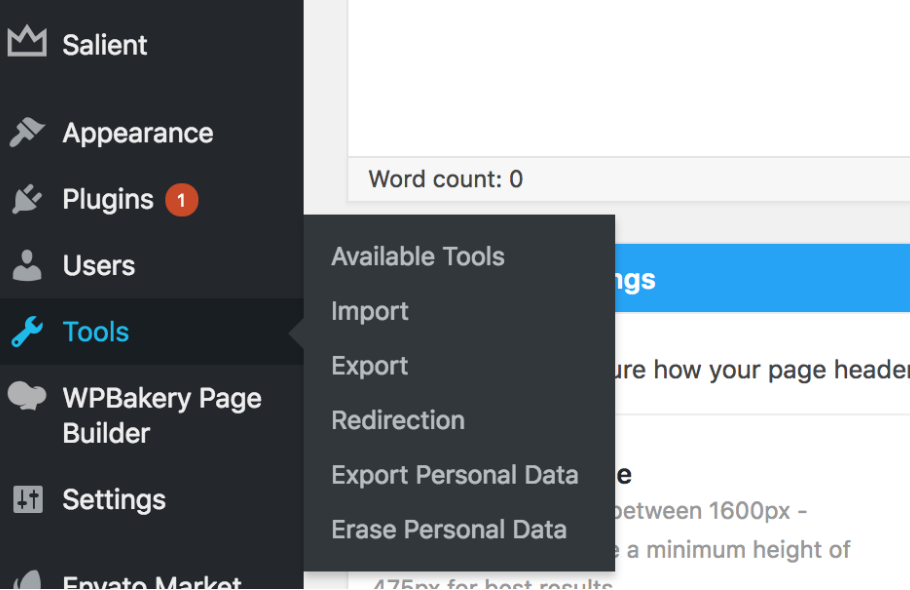 Salient
Appearance
Plugins 1
Users
Tools
WPBakery Page
Builder
Settings
Envato Market
Word count: 0
Available Tools
Import
Export
Redirection
Export Personal Data
Erase Personal Data
ngs
ure how your page header
e
between 1600px -
e a minimum height of
475px for best results